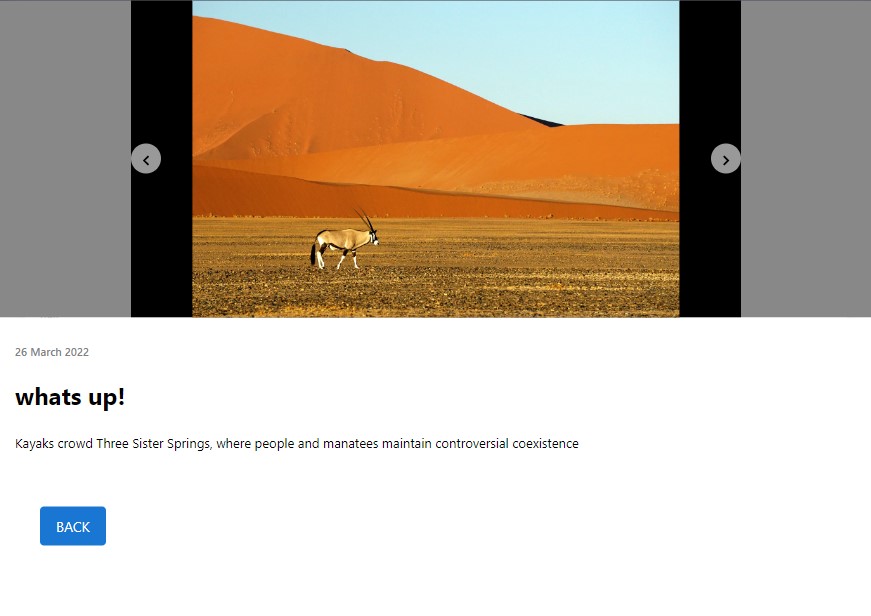 26 March 2022
whats up!
Kayaks crowd Three Sister Springs, where people and manatees maintain controversial coexistence
BACK